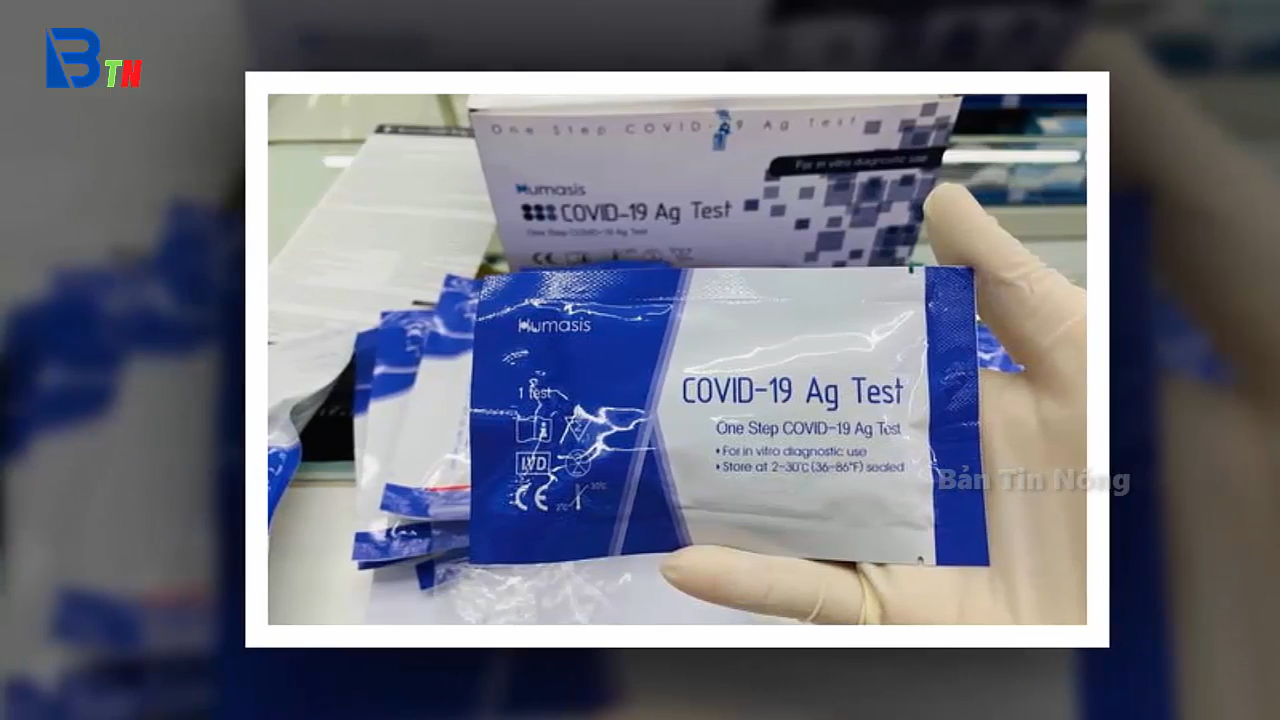 BTN
One Step COVID-19 Ag Test
For in vitro diagnostic use
Humasis
COVID-19 Ag Test
One Step COVID-19 Ag Test
Humasis
1 test
IVD
CE
COVID-19 Ag Test
One Step COVID-19 Ag Test
• For in vitro diagnostic use
• Store at 2~30℃ (36~86℉) sealed
Bản Tin Nóng